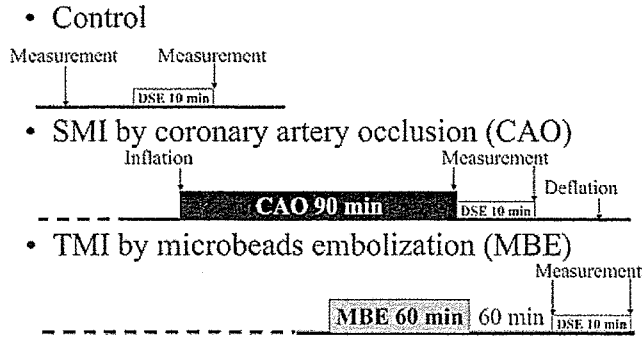 • Control
Measurement Measurement
DSE 10 min
• SMI by coronary artery occlusion (CAO)
Inflation Measurement
Deflation
CAO 90 min DSE 10 min
• TMI by microbeads embolization (MBE)
Measurement
MBE 60 min 60 min DSE 10 min